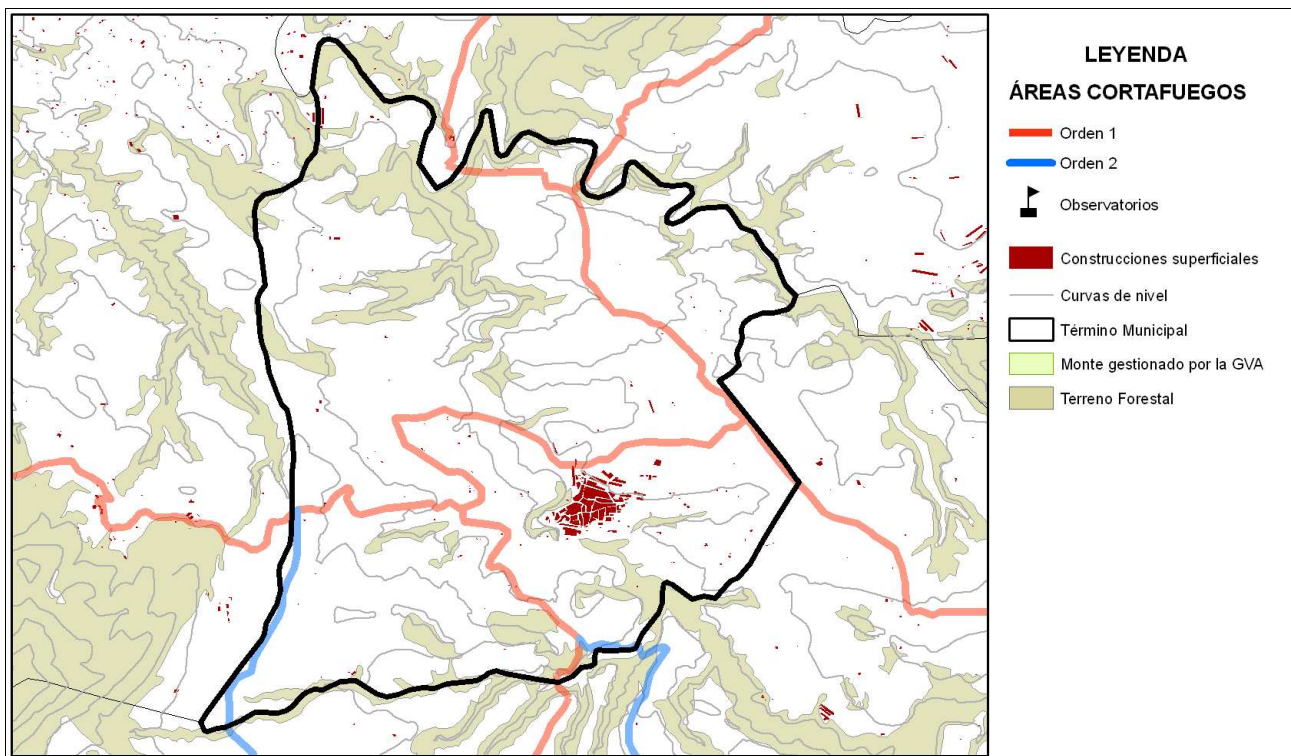 LEYENDA
ÁREAS CORTAFUEGOS
Orden 1
Orden 2
Observatorios
Construcciones superficiales
Curvas de nivel
Término Municipal
Monte gestionado por la GVA
Terreno Forestal